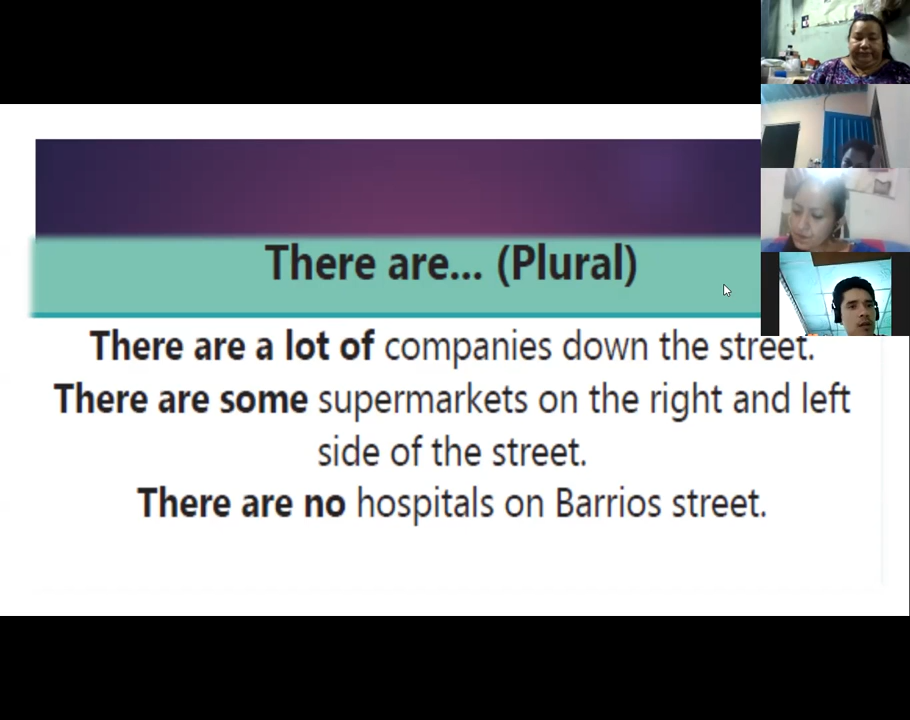 There are... (Plural)
There are a lot of companies down the street.
There are some supermarkets on the right and left
side of the street.
There are no hospitals on Barrios street.